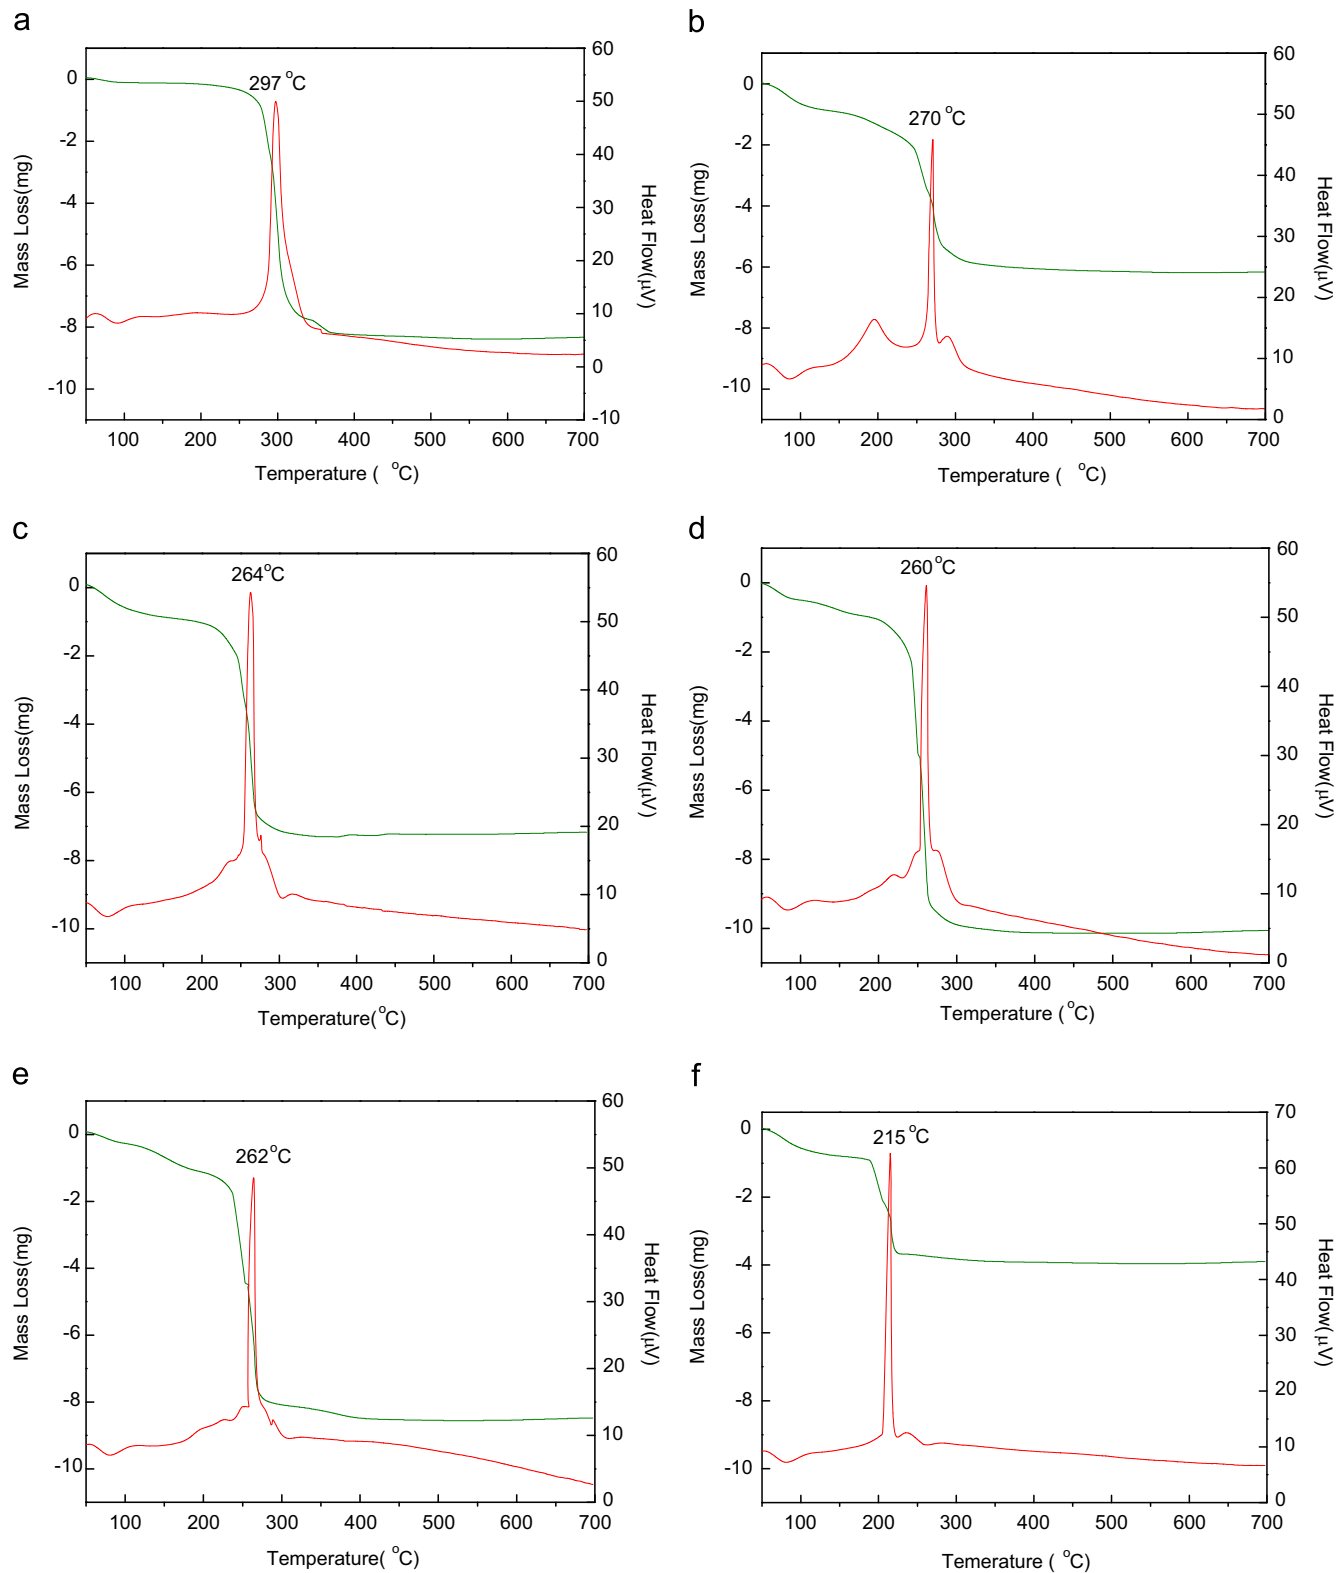 a
297 °C
0
-2
-4
-6
-8
-10
Mass Loss(mg)
60
50
40
30
20
10
0
-10
Heat Flow(μV)
100 200 300 400 500 600 700
Temperature ( °C)
b
270 °C
0
-2
-4
-6
-8
-10
Mass Loss(mg)
60
50
40
30
20
10
0
Heat Flow(μV)
100 200 300 400 500 600 700
Temperature ( °C)
c
264°C
0
-2
-4
-6
-8
-10
Mass Loss(mg)
60
50
40
30
20
10
0
Heat Flow(μV)
100 200 300 400 500 600 700
Temperature(°C)
d
260 °C
0
-2
-4
-6
-8
-10
Mass Loss(mg)
60
50
40
30
20
10
0
Heat Flow(μV)
100 200 300 400 500 600 700
Temperature ( °C)
e
262°C
0
-2
-4
-6
-8
-10
Mass Loss(mg)
60
50
40
30
20
10
0
Heat Flow(μV)
100 200 300 400 500 600 700
Temperature( °C)
f
215 °C
0
-2
-4
-6
-8
-10
Mass Loss(mg)
70
60
50
40
30
20
10
0
Heat Flow(μV)
100 200 300 400 500 600 700
Temerature ( °C)